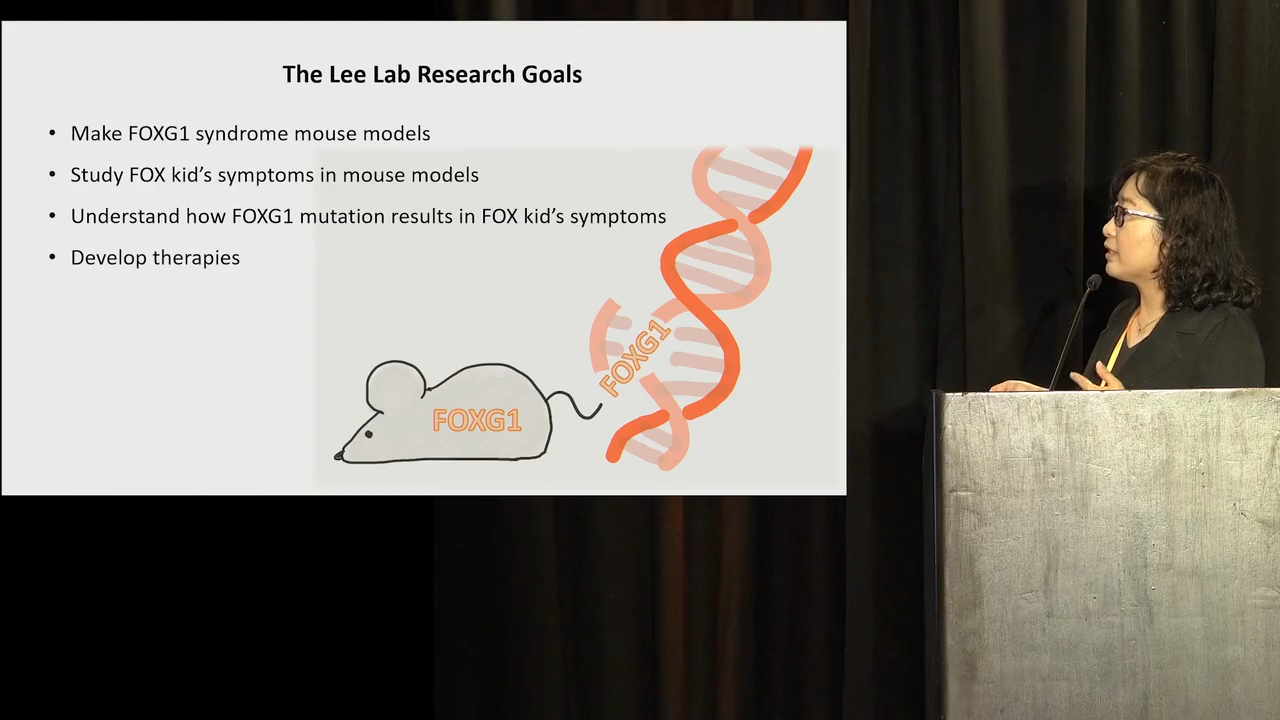 The Lee Lab Research Goals
• Make FOXG1 syndrome mouse models
• Study FOX kid's symptoms in mouse models
• Understand how FOXG1 mutation results in FOX kid's symptoms
• Develop therapies
FOXG1
FOXG1